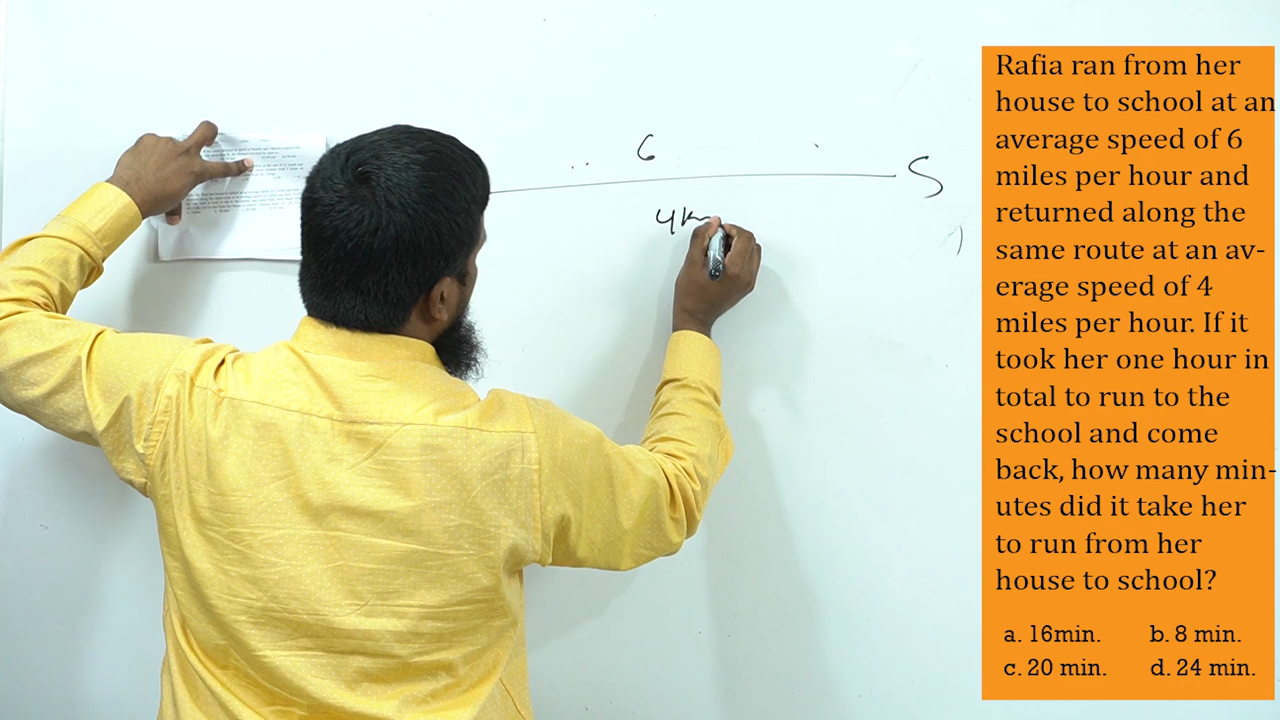 6
S
4km
Rafia ran from her
house to school at an
average speed of 6
miles per hour and
returned along the
same route at an av-
erage speed of 4
miles per hour. If it
took her one hour in
total to run to the
school and come
back, how many min-
utes did it take her
to run from her
house to school?
a. 16min. b. 8 min.
c. 20 min. d. 24 min.